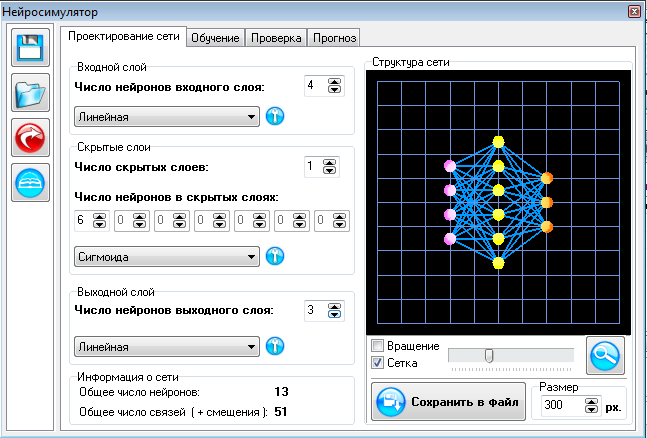 Нейросимулятор
Проектирование сети Обучение Проверка Прогноз
Входной слой
Число нейронов входного слоя: 4
Линейная
Скрытые слои
Число скрытых слоев: 1
Число нейронов в скрытых слоях:
6 0 0 0 0 0 0
Сигмоида
Выходной слой
Число нейронов выходного слоя: 3
Линейная
Информация о сети
Общее число нейронов: 13
Общее число связей ( + смещения ): 51
Структура сети
Вращение
Сетка
Сохранить в файл
Размер
300 px.